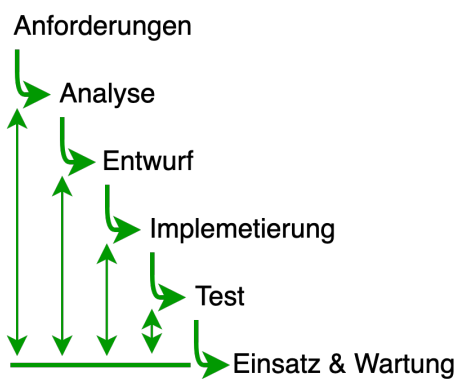 Anforderungen
Analyse
Entwurf
Implemetierung
Test
Einsatz & Wartung